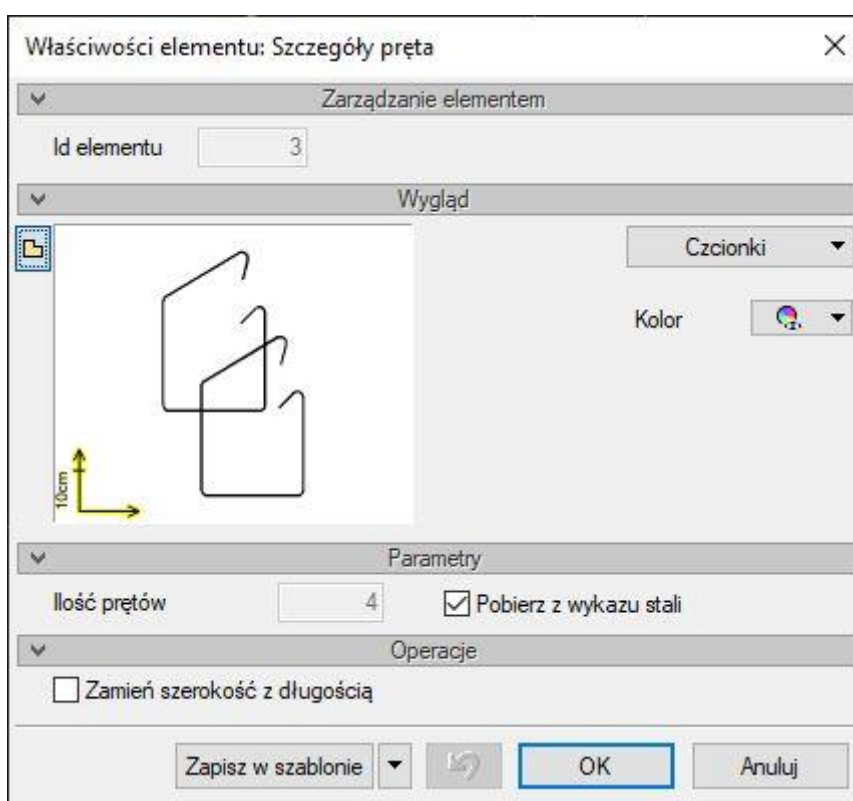 Właściwości elementu: Szczegóły pręta
Zarządzanie elementem
Id elementu 3
Wygląd
Czcionki
Kolor
10cm
Parametry
Ilość prętów 4 Pobierz z wykazu stali
Operacje
Zamień szerokość z długością
Zapisz w szablonie OK Anuluj